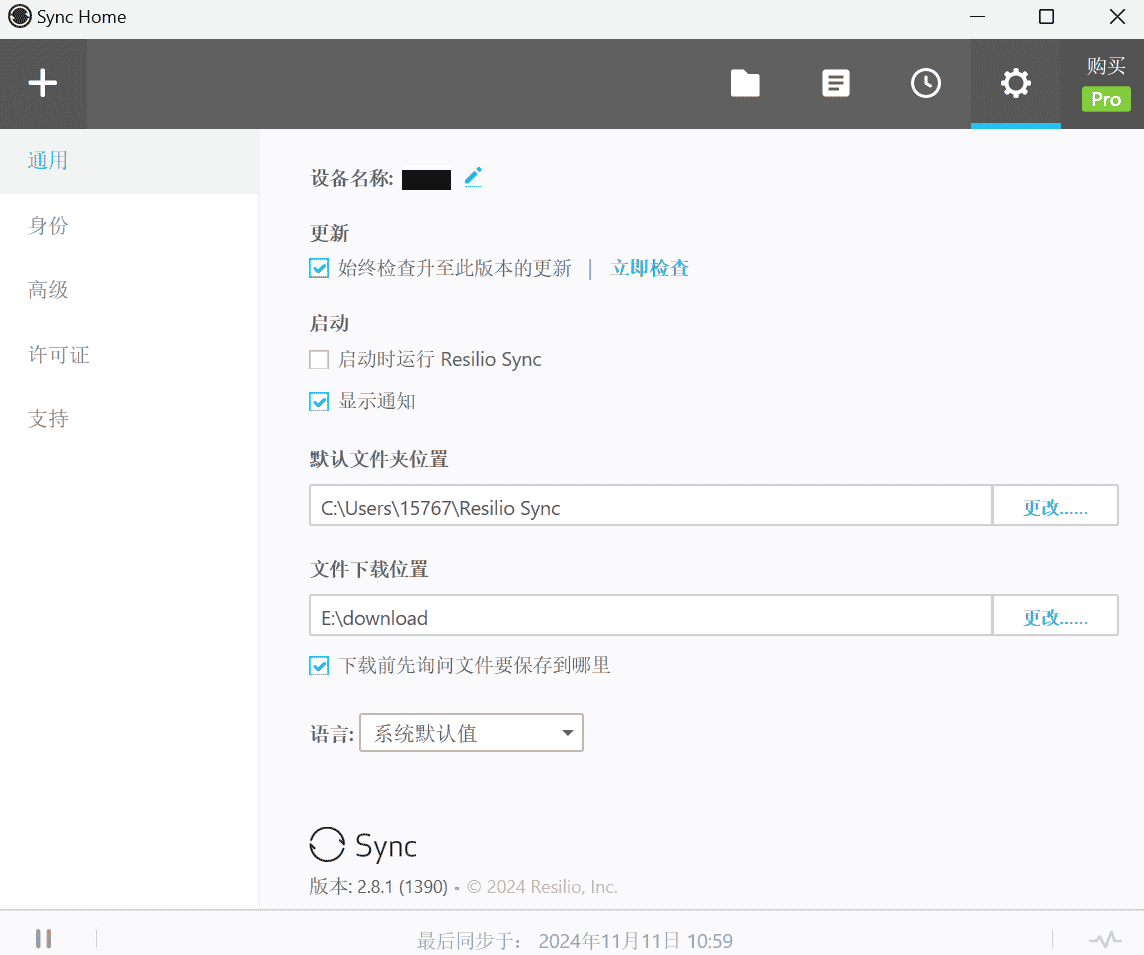 Sync Home
购买
Pro
通用
身份
高级
许可证
支持
设备名称:
更新
始终检查升至此版本的更新 | 立即检查
启动
启动时运行 Resilio Sync
显示通知
默认文件夹位置
C:\Users\15767\Resilio Sync
更改......
文件下载位置
E:\download
更改......
下载前先询问文件要保存到哪里
语言: 系统默认值
Sync
版本: 2.8.1 (1390) - © 2024 Resilio, Inc.
最后同步于： 2024年11月11日 10:59